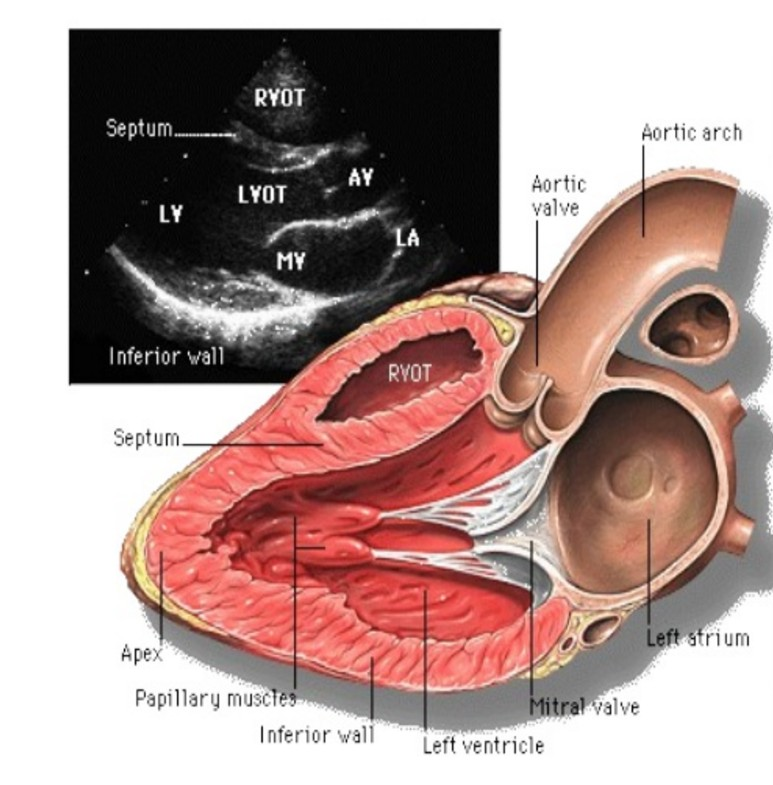 RVOT
Septum
AV
LVOT
LV
LA
MV
Inferior wall
Aortic arch
Aortic
valve
RVOT
Septum
Apex
Left atrium
Papillary muscles
Mitral valve
Inferior wall
Left ventricle